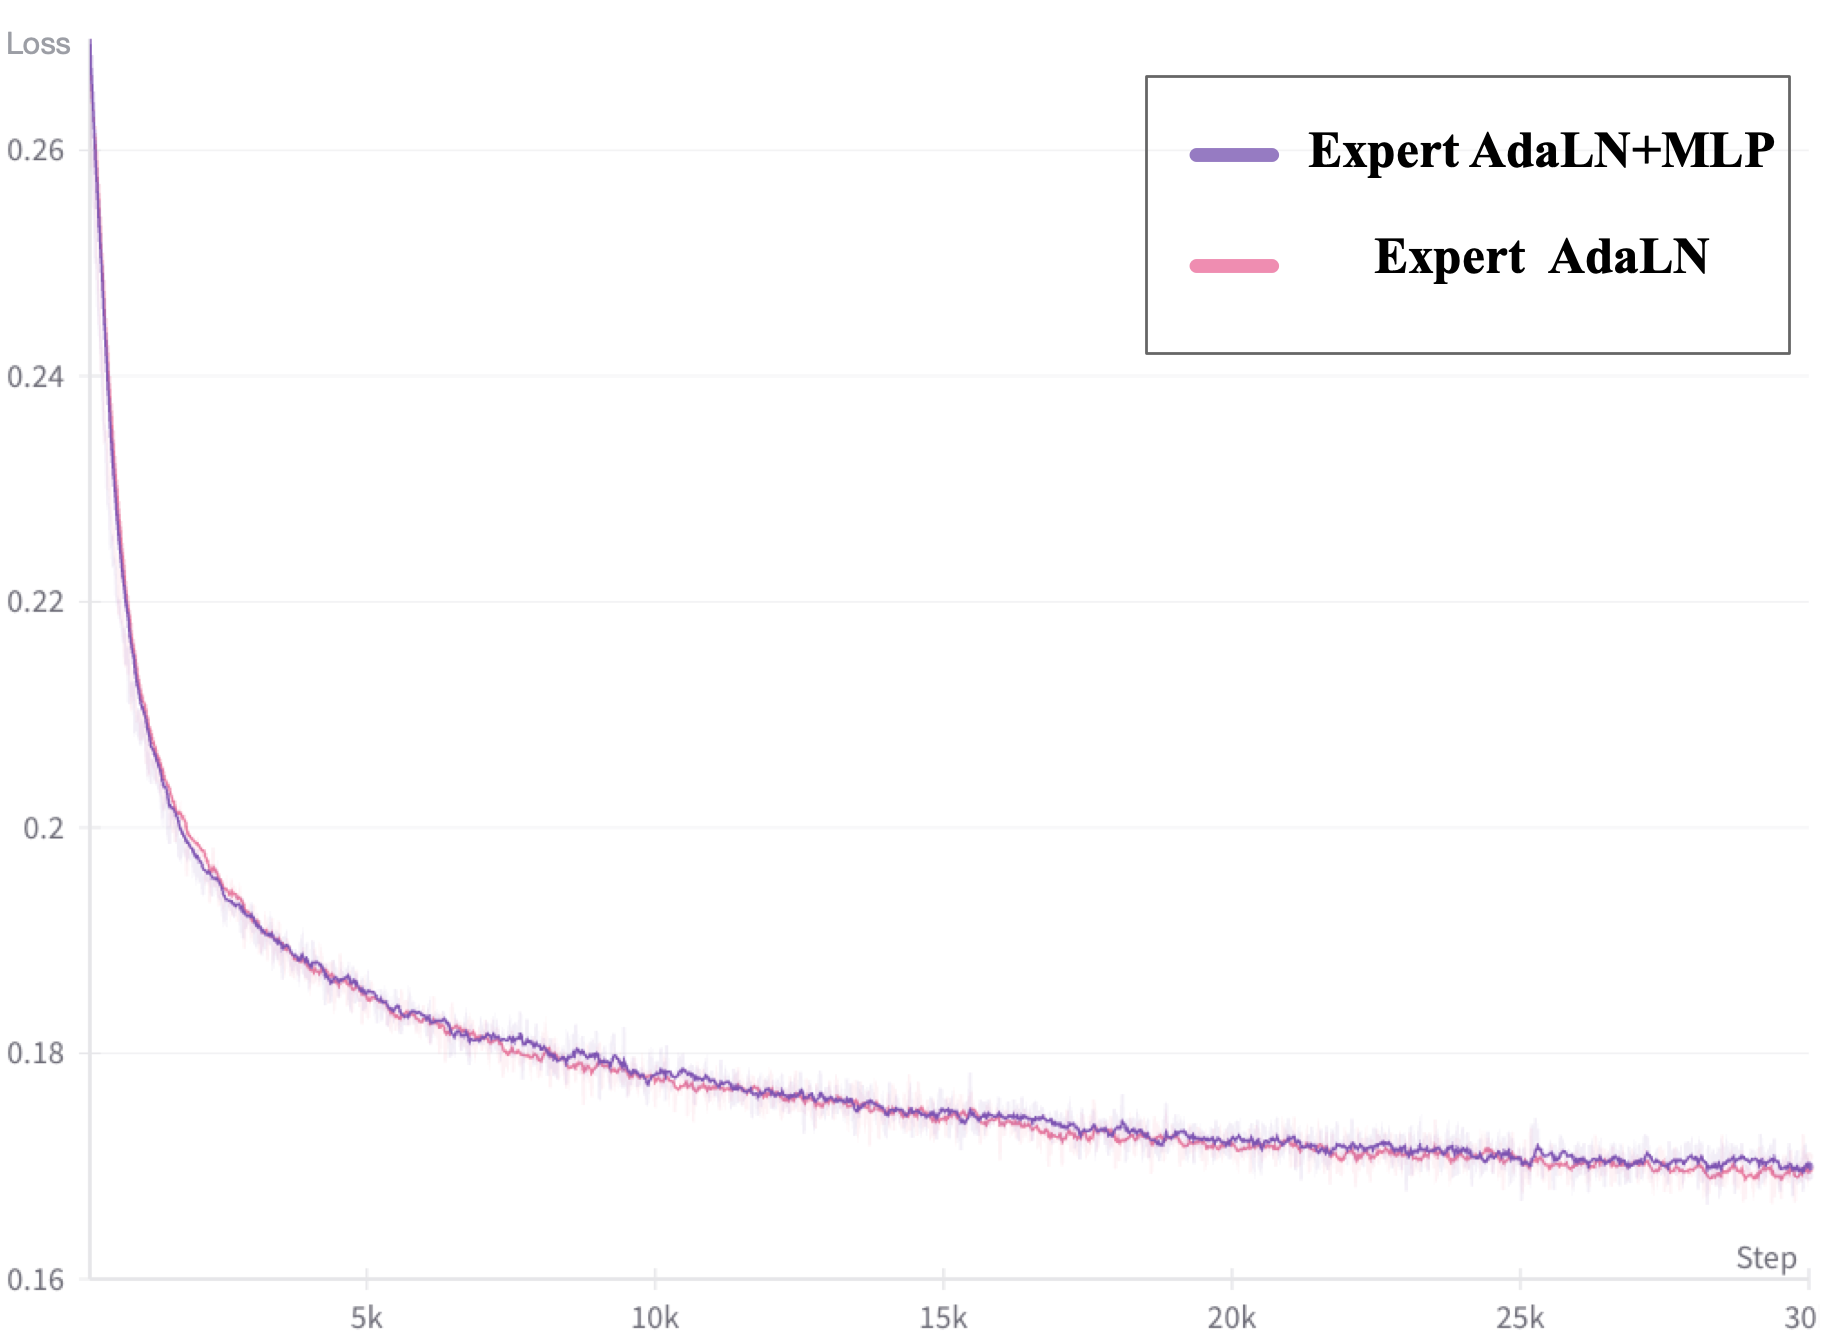 Loss
0.26
0.24
0.22
0.2
0.18
0.16
Expert AdaLN+MLP
Expert AdaLN
Step
5k
10k
15k
20k
25k
30